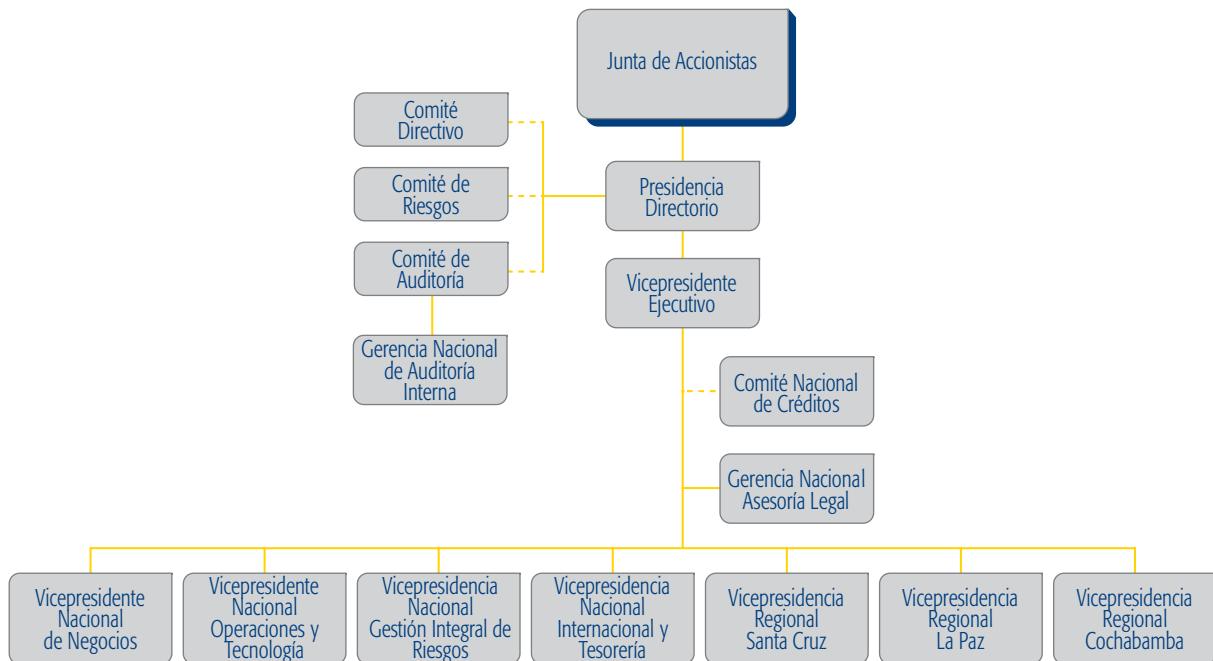 Junta de Accionistas
Comité
Directivo
Comité de
Riesgos
Presidencia
Directorio
Comité de
Auditoría
Vicepresidente
Ejecutivo
Gerencia Nacional
de Auditoría
Interna
Comité Nacional
de Créditos
Gerencia Nacional
Asesoría Legal
Vicepresidente
Nacional
de Negocios
Vicepresidente
Nacional
Operaciones y
Tecnología
Vicepresidencia
Nacional
Gestión Integral de
Riesgos
Vicepresidencia
Nacional
Internacional y
Tesorería
Vicepresidencia
Regional
Santa Cruz
Vicepresidencia
Regional
La Paz
Vicepresidencia
Regional
Cochabamba